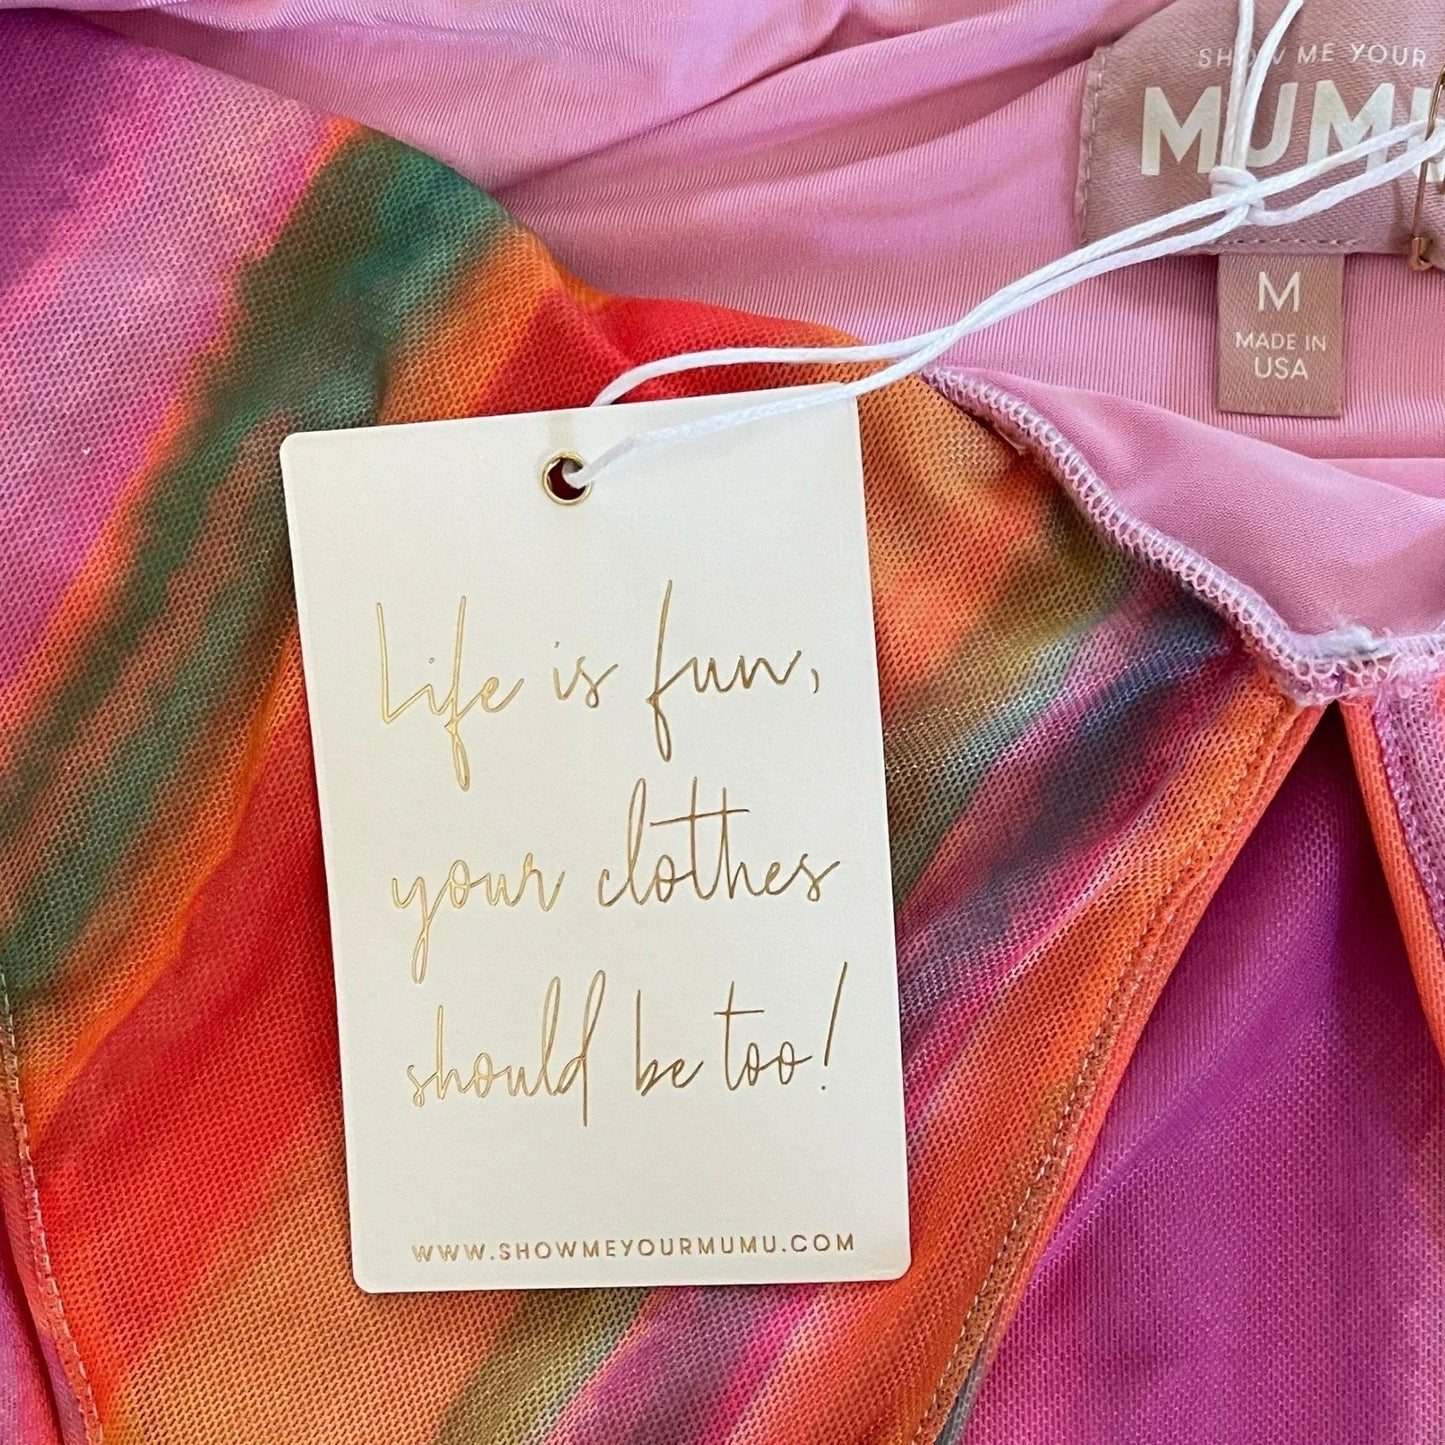 SHOW ME YOUR
MUMU
M
MADE IN
USA
Life is fun,
your clothes
should be too!
WWW.SHOWMEYOURMUMU.COM